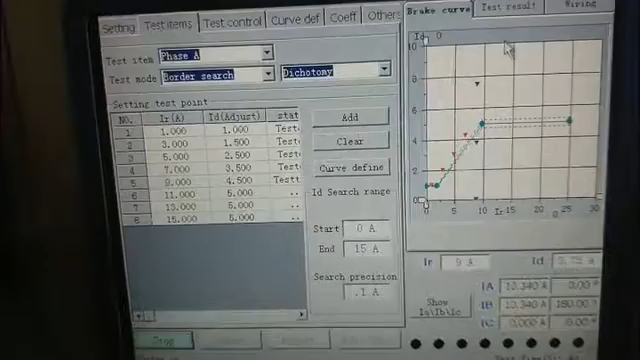 Setting Test items Test control Curve def Coeff Others
Test item Phase A
Test mode Border search Dichotomy
Setting test point
NO. Ir(A) Id(Adjust) stat
1 1.000 1.000 Test
2 3.000 1.500 Test
3 5.000 2.500 Test
4 7.000 3.500 Test
5 9.000 4.500 Test
6 11.000 5.000 ..
7 13.000 5.000 ..
8 15.000 5.000 ..
Add
Clear
Curve define
Id Search range
Start 0 A
End 15 A
Search precision
.1 A
Stop
Brake curve Test result Wiring
Id 0
10
8
6
4
2
0
0 5 10 Ir 15 20 0 25 30
Ir 9 A Id
Show
Ia\Ib\Ic
IA 10.340 A 0.00°
IB 10.340 A 180.00°
IC 0.000 A 0.00°